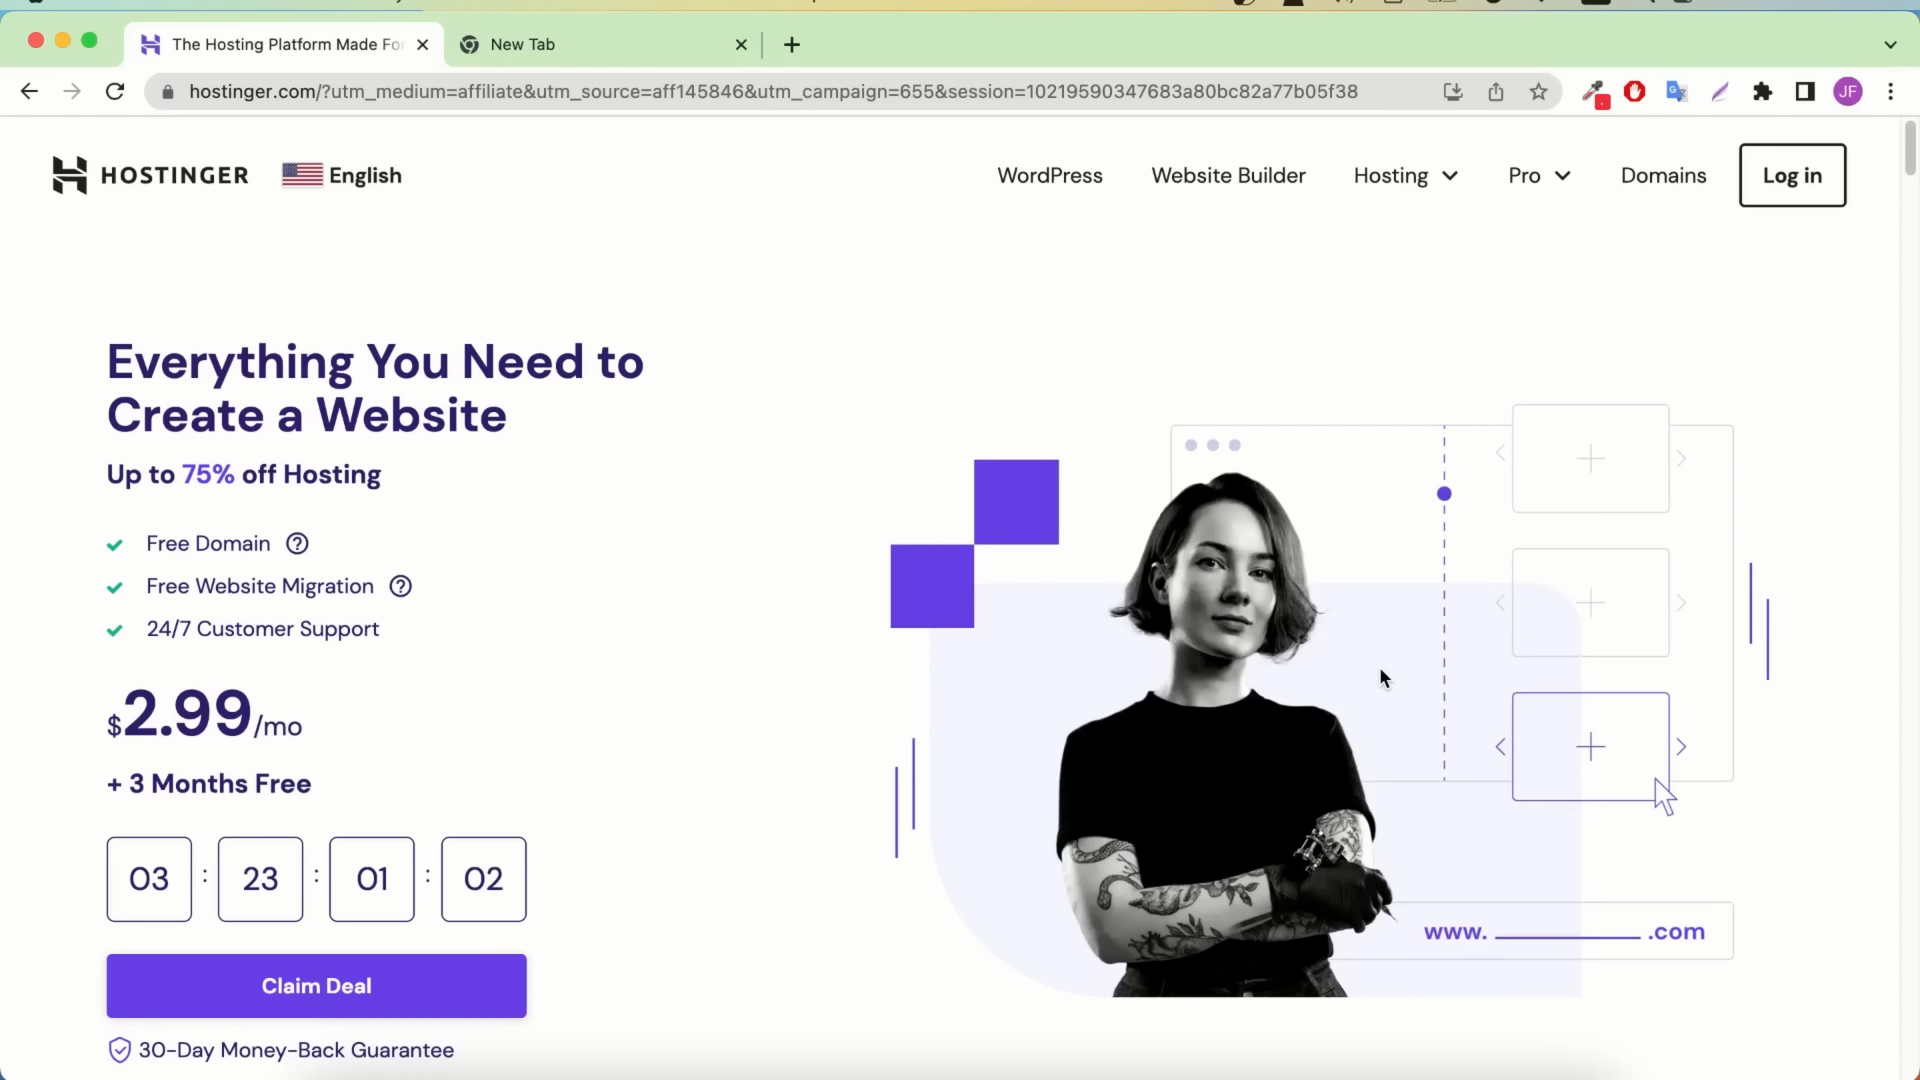 The Hosting Platform Made Fo
New Tab
hostinger.com/?utm_medium=affiliate&utm_source=aff145846&utm_campaign=655&session=10219590347683a80bc82a77b05f38
JF
HOSTINGER
English
WordPress
Website Builder
Hosting
Pro
Domains
Log in
Everything You Need to
Create a Website
Up to 75% off Hosting
Free Domain
Free Website Migration
24/7 Customer Support
$2.99/mo
+ 3 Months Free
03 : 23 : 01 : 02
Claim Deal
30-Day Money-Back Guarantee
www. ________ .com